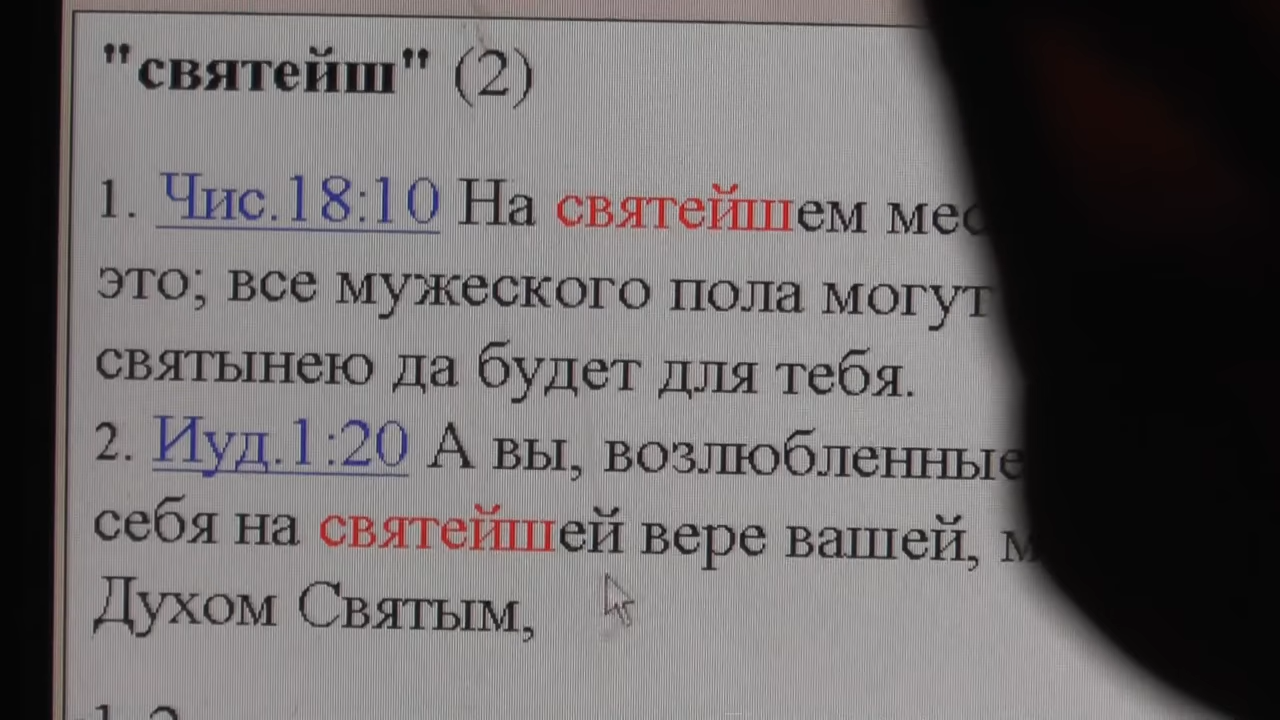 "святейш" (2)
1. Чис.18:10 На святейшем
это; все мужеского пола могут
святынею да будет для тебя.
2. Иуд.1:20 А вы, возлюбленные
себя на святейшей вере вашей,
Духом Святым,